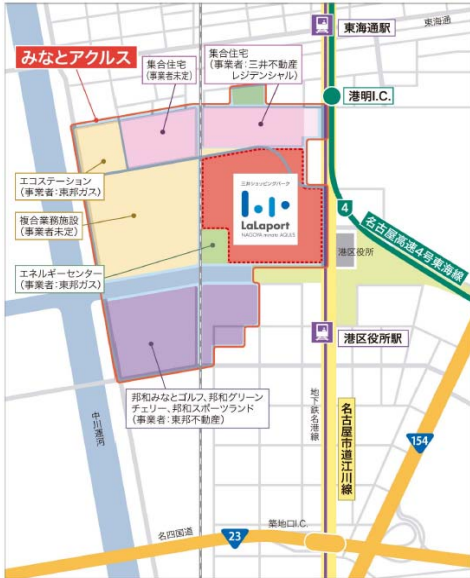 東海通駅
東海通
みなとアクルス
集合住宅
(事業者未定)
集合住宅
(事業者:三井不動産
レジデンシャル)
港明I.C.
エコステーション
(事業者:東邦ガス)
三井ショッピングパーク
LaLaport
NAGOYA minato AQULS
4
名古屋高速4号東海線
複合業務施設
(事業者未定)
港区役所
エネルギーセンター
(事業者:東邦ガス)
港区役所駅
邦和みなとゴルフ、邦和グリーン
チェリー、邦和スポーツランド
(事業者:東邦不動産)
中川運河
地下鉄名港線
名古屋市道江川線
154
築地口I.C.
名四国道
23